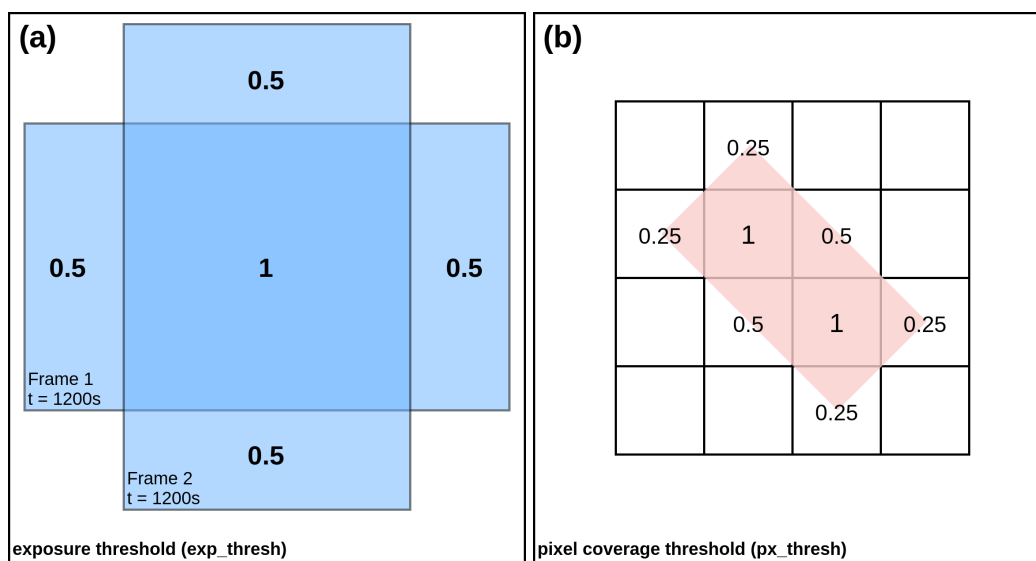 (a)
0.5
0.5
1
0.5
Frame 1
t = 1200s
0.5
Frame 2
t = 1200s
exposure threshold (exp_thresh)
(b)
0.25
0.25
1
0.5
0.5
1
0.25
0.25
pixel coverage threshold (px_thresh)